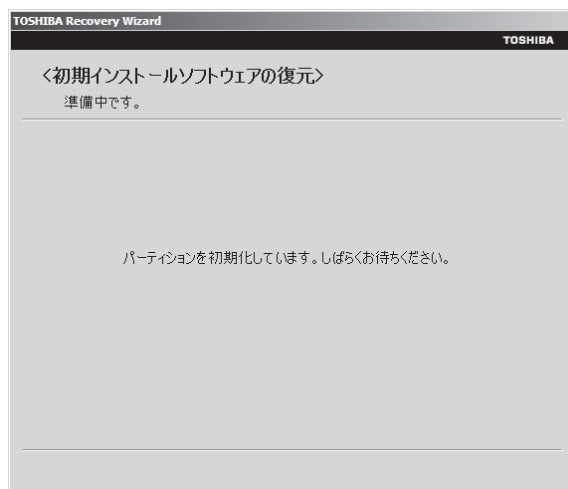 TOSHIBA Recovery Wizard
TOSHIBA
<初期インストールソフトウェアの復元>
準備中です。
パーティションを初期化しています。しばらくお待ちください。